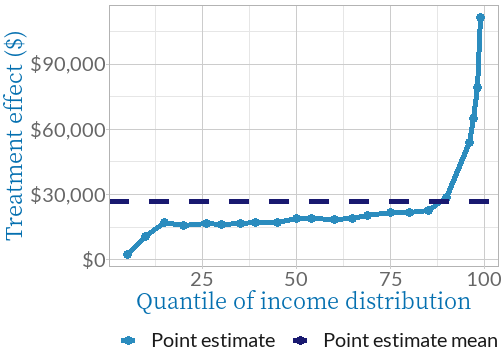 Treatment effect ($)
$90,000
$60,000
$30,000
$0
25
50
75
100
Quantile of income distribution
Point estimate
Point estimate mean